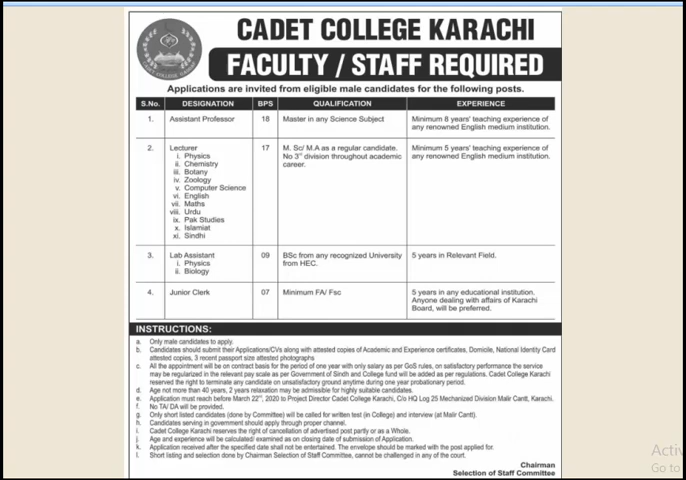 CADET COLLEGE KARACHI
CADET COLLEGE KARACHI
FACULTY / STAFF REQUIRED
Applications are invited from eligible male candidates for the following posts.
S.No. DESIGNATION BPS QUALIFICATION EXPERIENCE
1. Assistant Professor 18 Master in any Science Subject Minimum 8 years' teaching experience of
any renowned English medium institution.
2. Lecturer 17 M. Sc/ M.A as a regular candidate. Minimum 5 years' teaching experience of
i. Physics No 3rd division throughout academic any renowned English medium institution.
ii. Chemistry career.
iii. Botany
iv. Zoology
v. Computer Science
vi. English
vii. Maths
viii. Urdu
ix. Pak Studies
x. Islamiat
xi. Sindhi
3. Lab Assistant 09 BSc from any recognized University 5 years in Relevant Field.
i. Physics from HEC.
ii. Biology
4. Junior Clerk 07 Minimum FA/ Fsc 5 years in any educational institution.
Anyone dealing with affairs of Karachi
Board, will be preferred.
INSTRUCTIONS:
a. Only male candidates to apply.
b. Candidates should submit their Applications/CVs along with attested copies of Academic and Experience certificates, Domicile, National Identity Card
attested copies, 3 recent passport size attested photographs
c. All the appointment will be on contract basis for the period of one year with only salary as per GoS rules, on satisfactory performance the service
may be regularized in the relevant pay scale as per Government of Sindh and College fund will be added as per regulations. Cadet College Karachi
reserved the right to terminate any candidate on unsatisfactory ground anytime during one year probationary period.
d. Age not more than 40 years, 2 years relaxation may be admissible for highly suitable candidates.
e. Application must reach before March 22nd, 2020 to Project Director Cadet College Karachi, C/o HQ Log 25 Mechanized Division Malir Cantt, Karachi.
f. No TA/ DA will be provided.
g. Only short listed candidates (done by Committee) will be called for written test (in College) and interview (at Malir Cantt).
h. Candidates serving in government should apply through proper channel.
i. Cadet College Karachi reserves the right of cancellation of advertised post partly or as a Whole.
j. Age and experience will be calculated/ examined as on closing date of submission of Application.
k. Application received after the specified date shall not be entertained. The envelope should be marked with the post applied for.
l. Short listing and selection done by Chairman Selection of Staff Committee, cannot be challenged in any of the court.
Chairman
Selection of Staff Committee
Activ
Go to